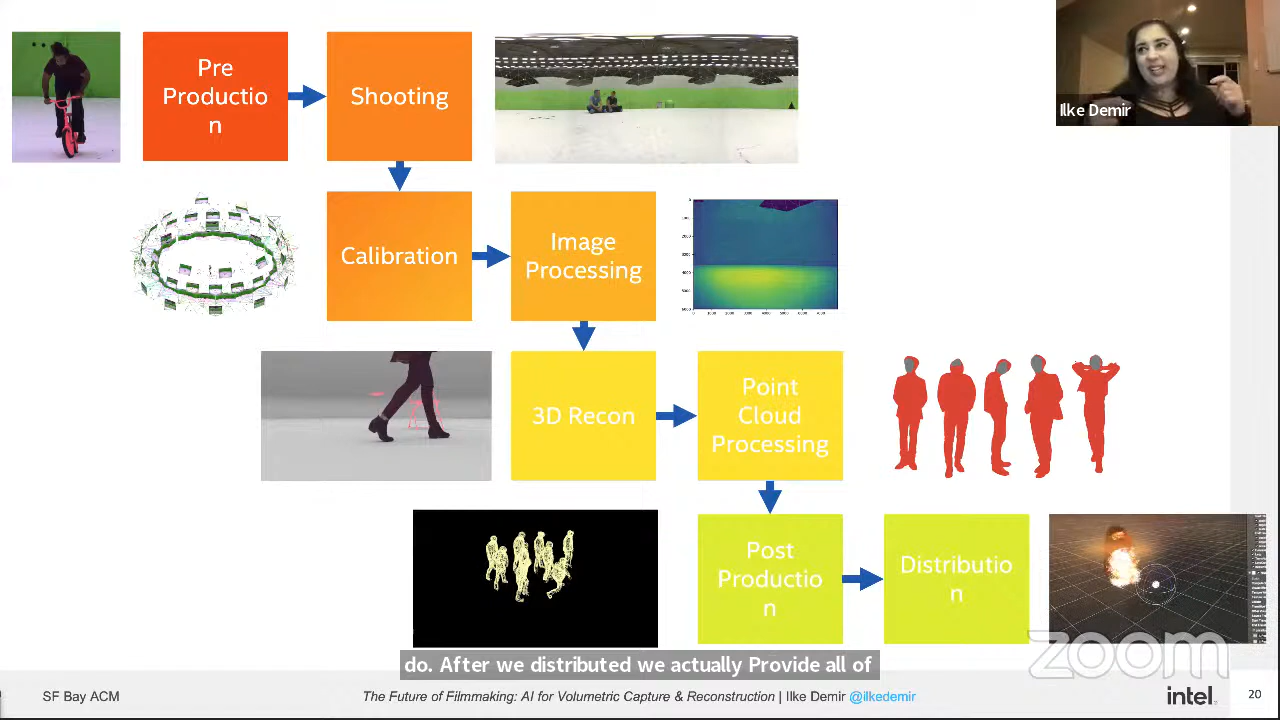 Pre
Productio
n
Shooting
Ilke Demir
Calibration
Image
Processing
3D Recon
Point
Cloud
Processing
Post
Productio
n
Distributio
n
zoom
do. After we distributed we actually Provide all of
SF Bay ACM
The Future of Filmmaking: AI for Volumetric Capture & Reconstruction | Ilke Demir @ilkedemir
intel.
20